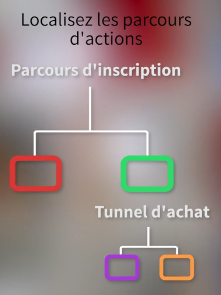 Localisez les parcours
d'actions
Parcours d'inscription
Tunnel d'achat